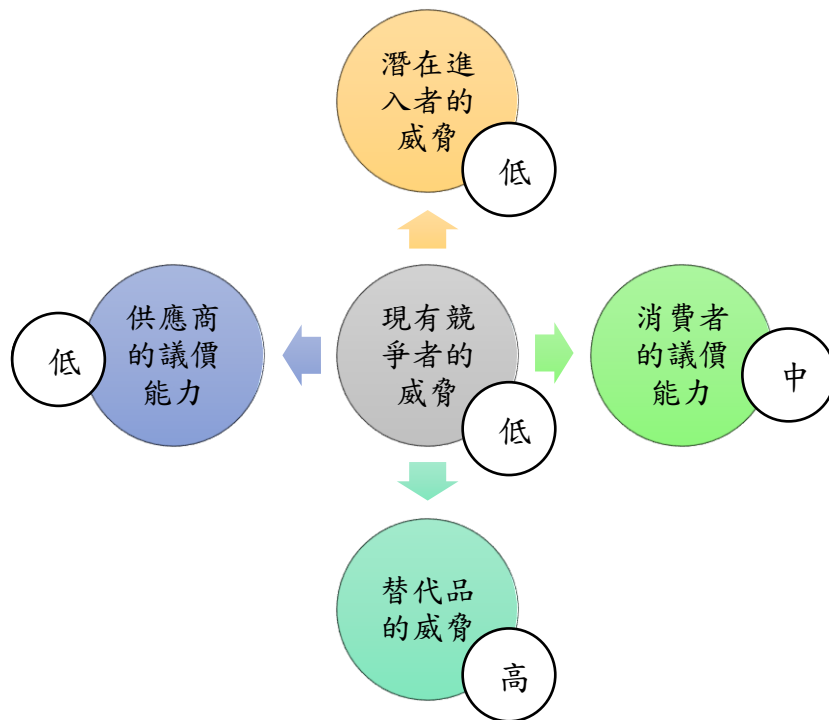 潛在進
入者的
威脅
低
供應商
的議價
能力
低
現有競
爭者的
威脅
低
消費者
的議價
能力
中
替代品
的威脅
高